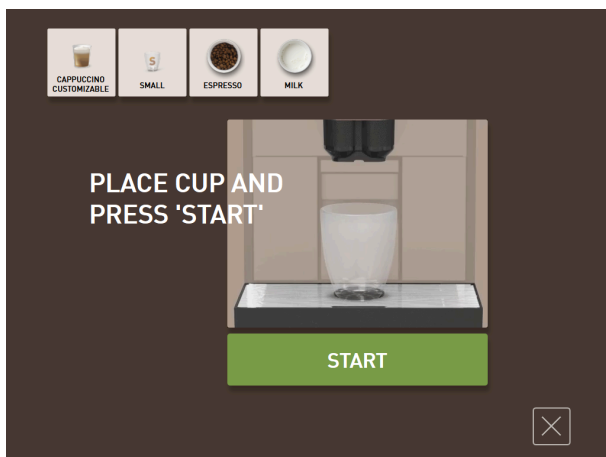 CAPPUCCINO
CUSTOMIZABLE
S
SMALL
ESPRESSO
MILK
PLACE CUP AND
PRESS 'START'
START